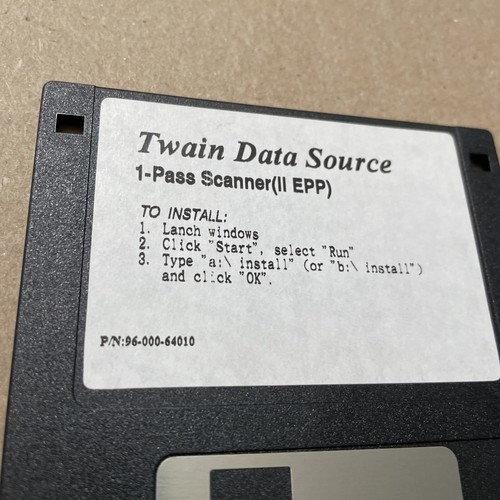 Twain Data Source
1-Pass Scanner(II EPP)
TO INSTALL:
1. Lanch windows
2. Click "Start", select "Run"
3. Type "a:\ install" (or "b:\ install")
and click "OK".
P/N:96-000-64010